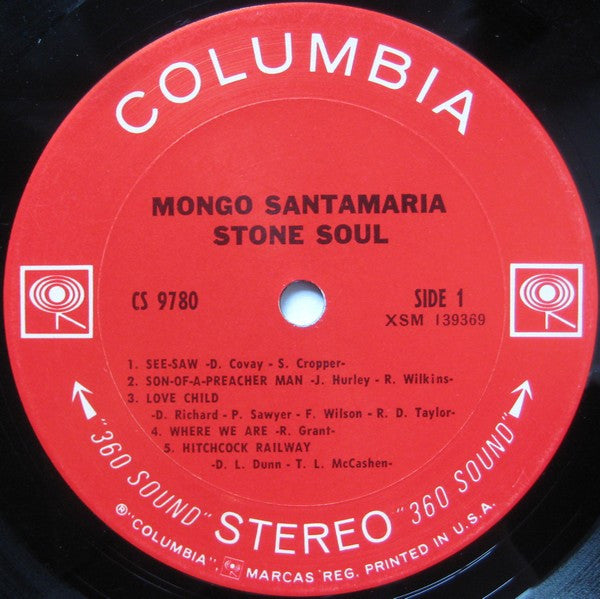 COLUMBIA
MONGO SANTAMARIA
STONE SOUL
CS 9780
SIDE 1
XSM 139369
1. SEE-SAW -D. Covay - S. Cropper-
2. SON-OF-A-PREACHER MAN -J. Hurley - R. Wilkins-
3. LOVE CHILD
-D. Richard - P. Sawyer - F. Wilson - R. D. Taylor-
4. WHERE WE ARE -R. Grant-
5. HITCHCOCK RAILWAY
-D. L. Dunn - T. L. McCashen-
"360 SOUND" STEREO "360 SOUND"
®"COLUMBIA", MARCAS REG. PRINTED IN U.S.A.